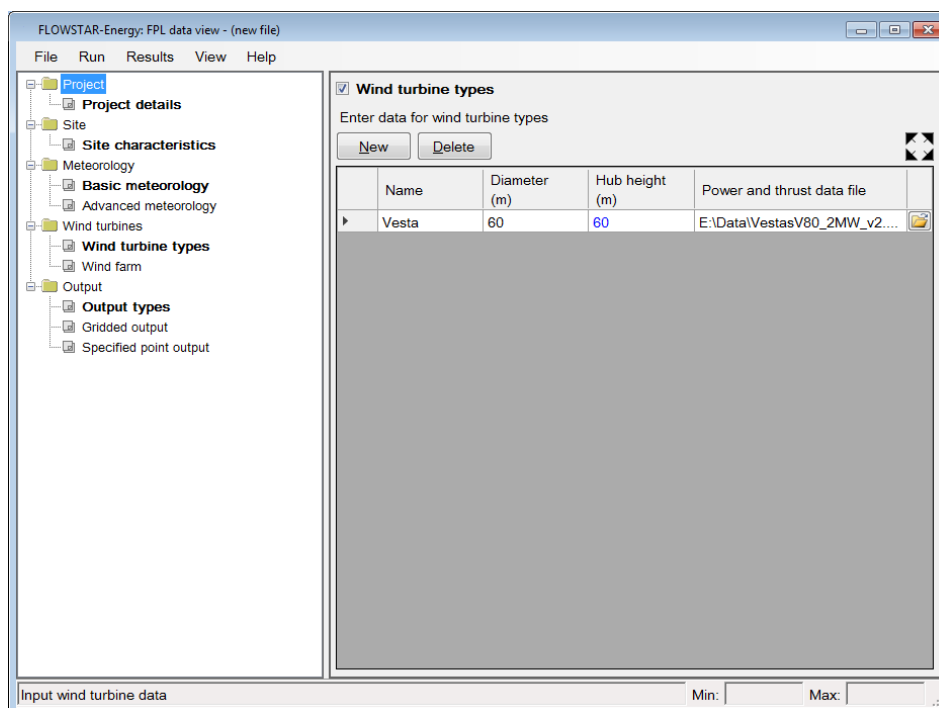 FLOWSTAR-Energy: FPL data view - (new file)
File Run Results View Help
Project
Project details
Site
Site characteristics
Meteorology
Basic meteorology
Advanced meteorology
Wind turbines
Wind turbine types
Wind farm
Output
Output types
Gridded output
Specified point output
Wind turbine types
Enter data for wind turbine types
New Delete
Name Diameter (m) Hub height (m) Power and thrust data file
Vesta 60 60 E:\Data\VestasV80_2MW_v2....
Input wind turbine data Min: Max: